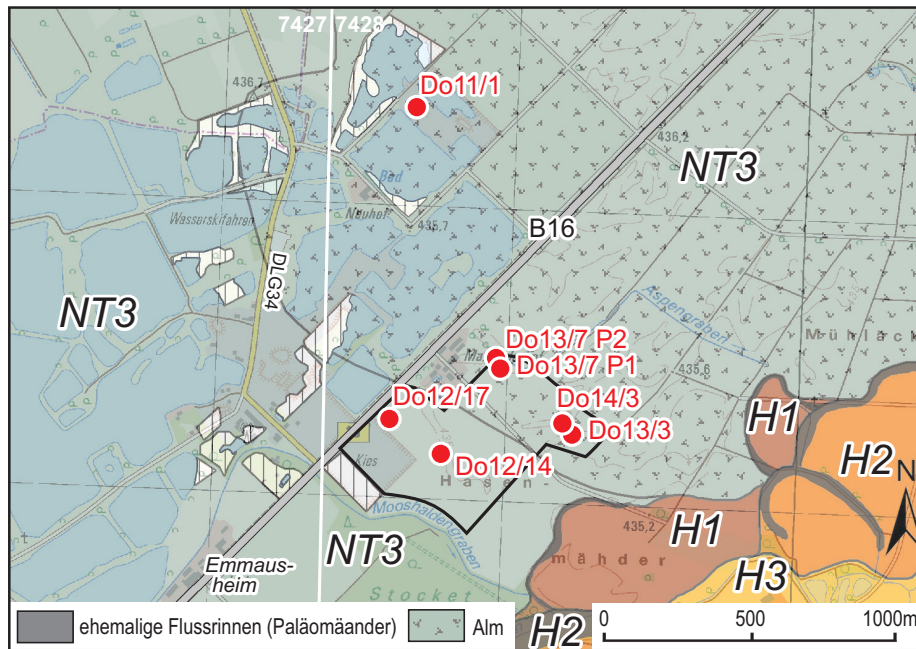 7427 7428
436,7
Do11/1
436,2
Bad
NT3
Wasserskifahren
Neuhof
435,7
B16
DLG34
NT3
Aspengraben
Mühläck
Do13/7 P2
Do13/7 P1
435,6
Do12/17
Do14/3
H1
Do13/3
H2
Do12/14
Kies
Hasen
N
Mooshaldengraben
435,2
H1
NT3
mähder
Emmaus-
heim
H3
Stocket
ehemalige Flussrinnen (Paläomäander)
Alm
H2
0 500 1000m